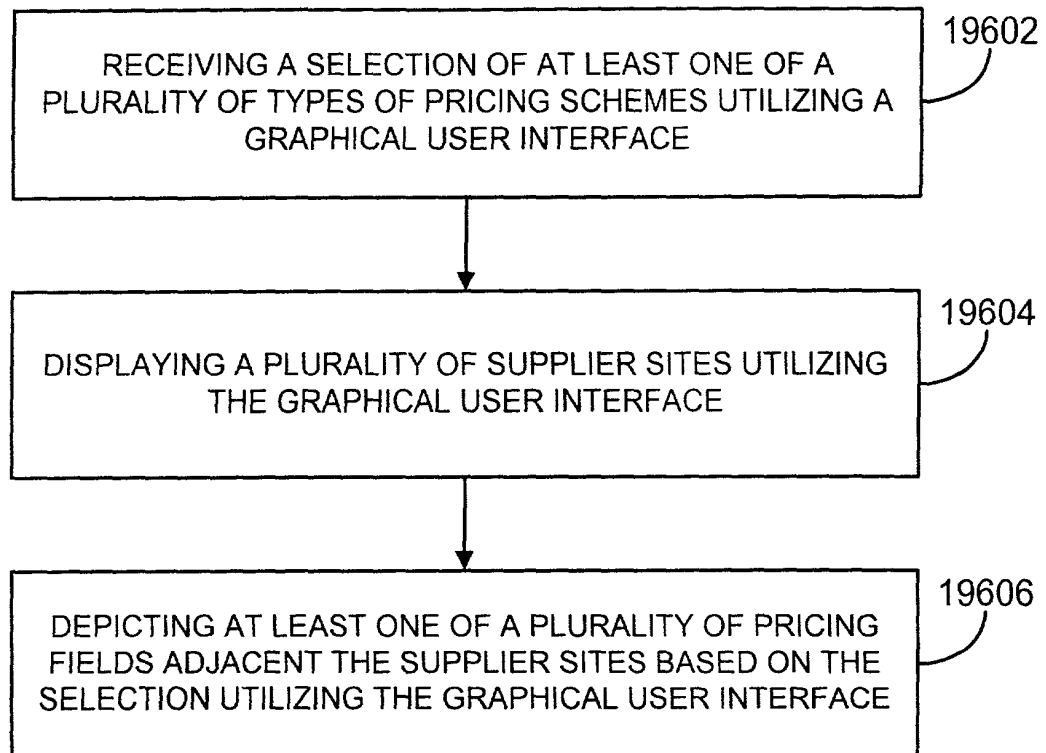 19602
RECEIVING A SELECTION OF AT LEAST ONE OF A
PLURALITY OF TYPES OF PRICING SCHEMES UTILIZING A
GRAPHICAL USER INTERFACE
19604
DISPLAYING A PLURALITY OF SUPPLIER SITES UTILIZING
THE GRAPHICAL USER INTERFACE
19606
DEPICTING AT LEAST ONE OF A PLURALITY OF PRICING
FIELDS ADJACENT THE SUPPLIER SITES BASED ON THE
SELECTION UTILIZING THE GRAPHICAL USER INTERFACE